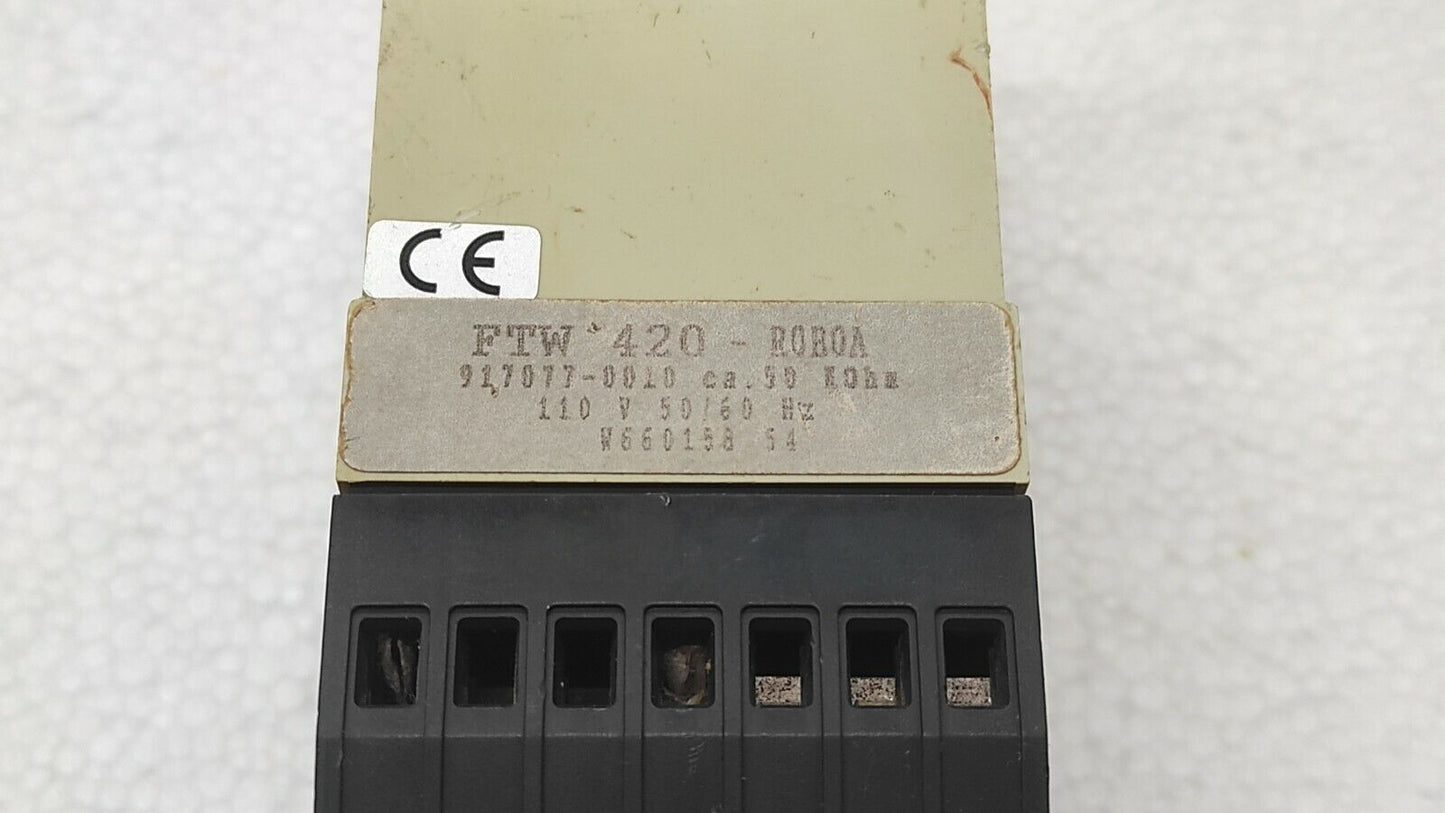 CE
FTW 420 - R0B0A
917077-0010 ca.90 KOhm
110 V 50/60 Hz
W660158 54